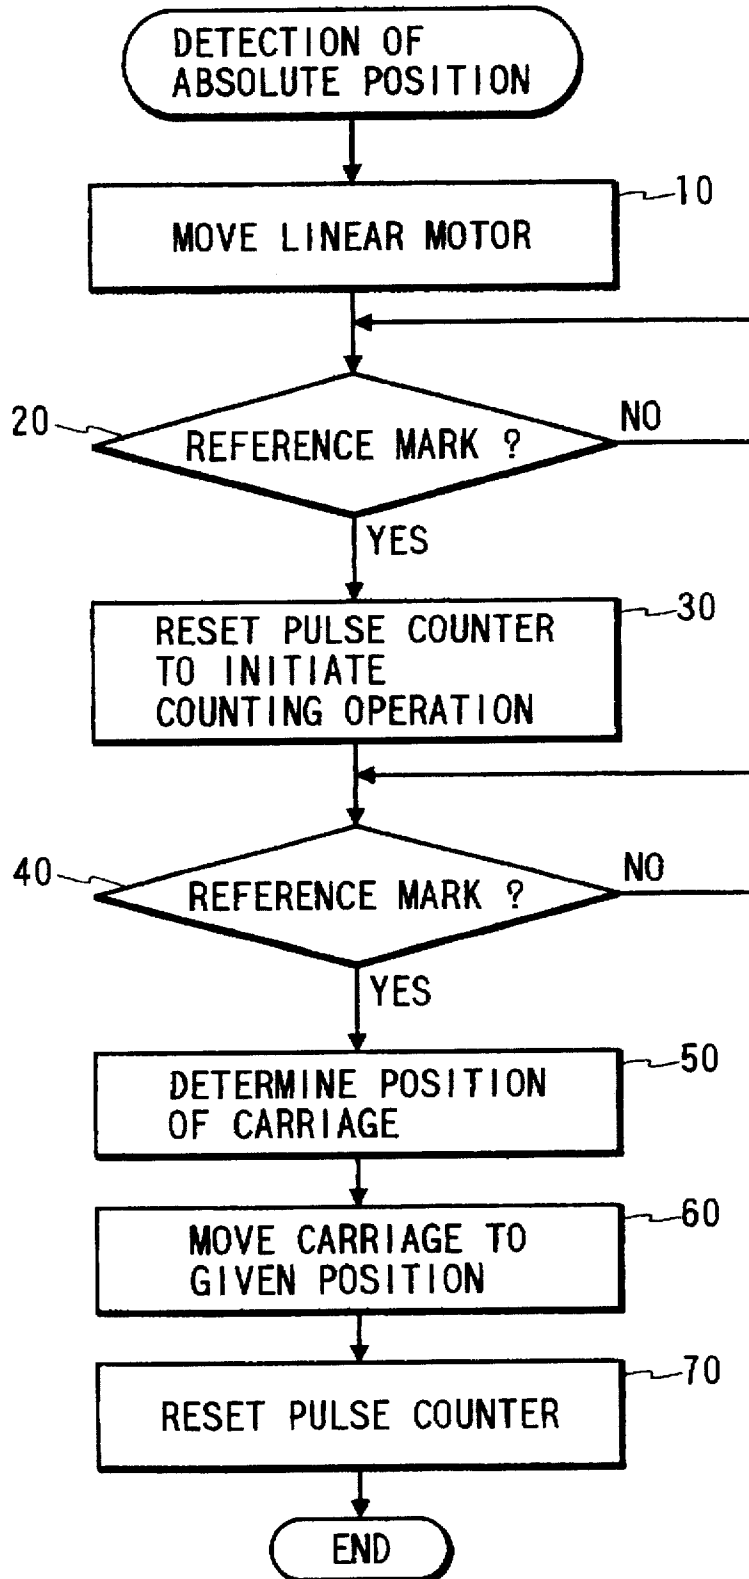 DETECTION OF
ABSOLUTE POSITION
10
MOVE LINEAR MOTOR
20
REFERENCE MARK ?
NO
YES
30
RESET PULSE COUNTER
TO INITIATE
COUNTING OPERATION
40
REFERENCE MARK ?
NO
YES
50
DETERMINE POSITION
OF CARRIAGE
60
MOVE CARRIAGE TO
GIVEN POSITION
70
RESET PULSE COUNTER
END